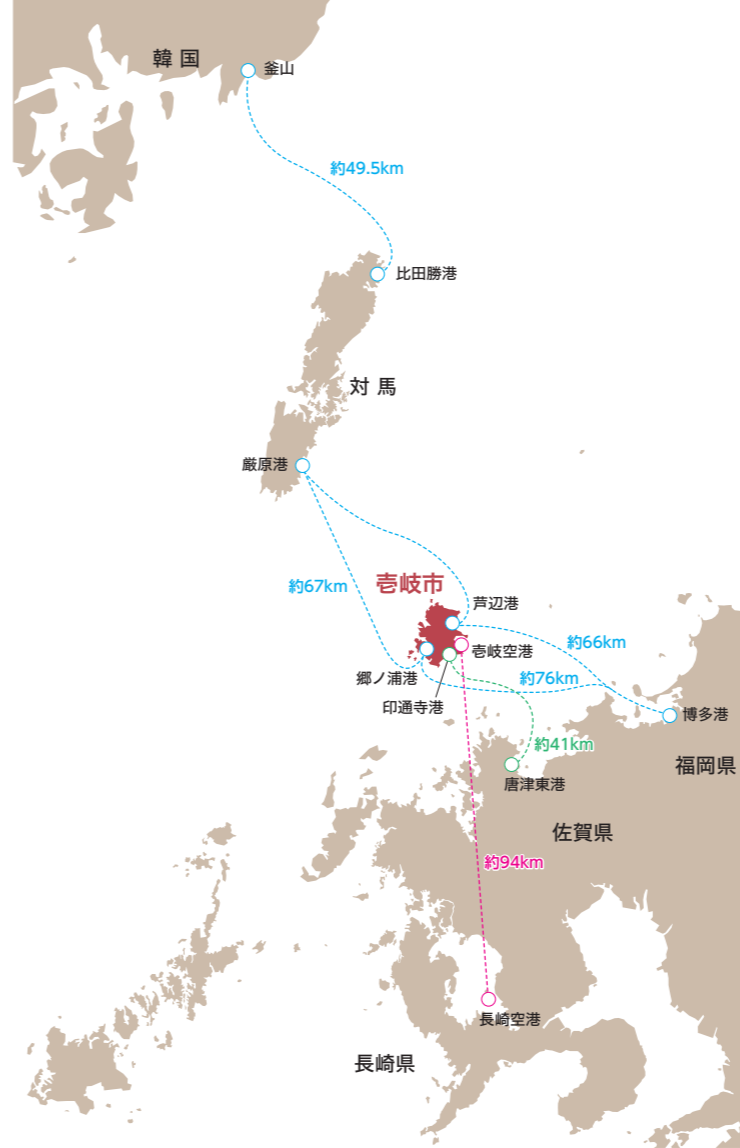 韓国
釜山
約49.5km
比田勝港
対馬
厳原港
約67km
壱岐市
芦辺港
約66km
壱岐空港
郷ノ浦港
約76km
印通寺港
博多港
約41km
福岡県
唐津東港
佐賀県
約94km
長崎空港
長崎県